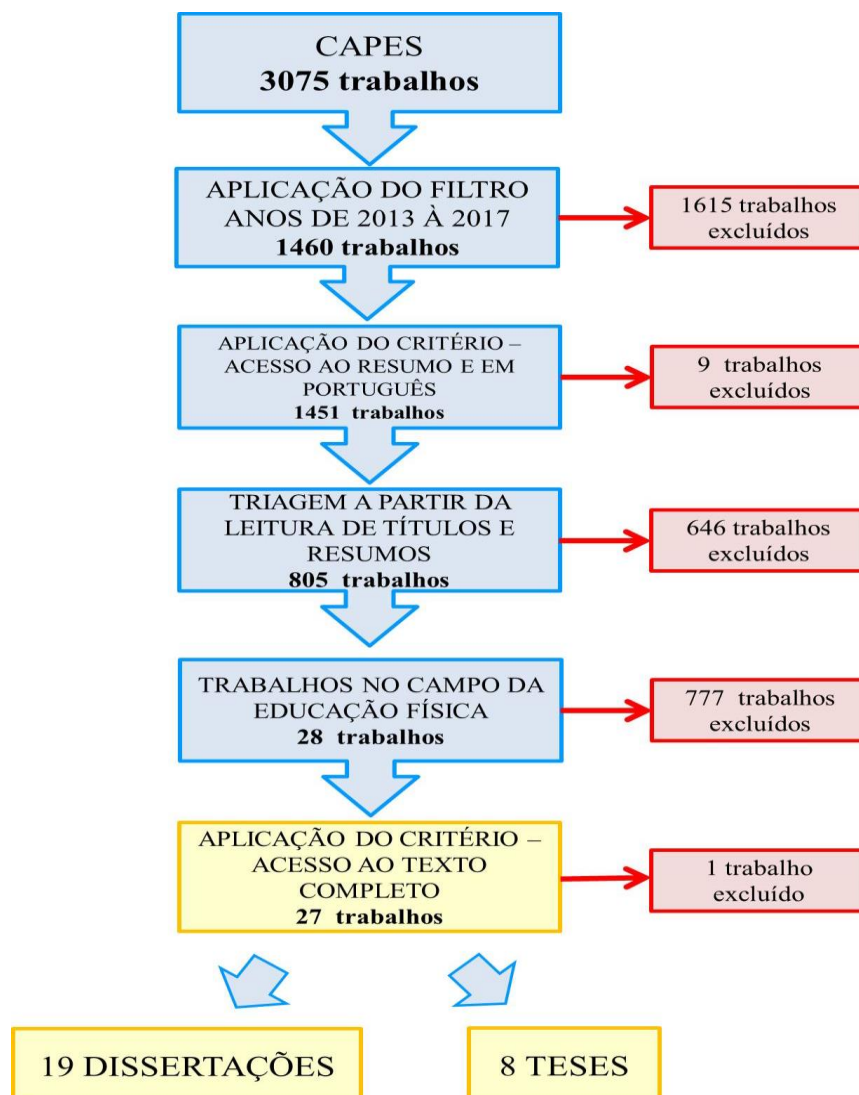 CAPES
3075 trabalhos
APLICAÇÃO DO FILTRO
ANOS DE 2013 À 2017
1460 trabalhos
1615 trabalhos
excluídos
APLICAÇÃO DO CRITÉRIO –
ACESSO AO RESUMO E EM
PORTUGUÊS
1451 trabalhos
9 trabalhos
excluídos
TRIAGEM A PARTIR DA
LEITURA DE TÍTULOS E
RESUMOS
805 trabalhos
646 trabalhos
excluídos
TRABALHOS NO CAMPO DA
EDUCAÇÃO FÍSICA
28 trabalhos
777 trabalhos
excluídos
APLICAÇÃO DO CRITÉRIO –
ACESSO AO TEXTO
COMPLETO
27 trabalhos
1 trabalho
excluído
19 DISSERTAÇÕES
8 TESES